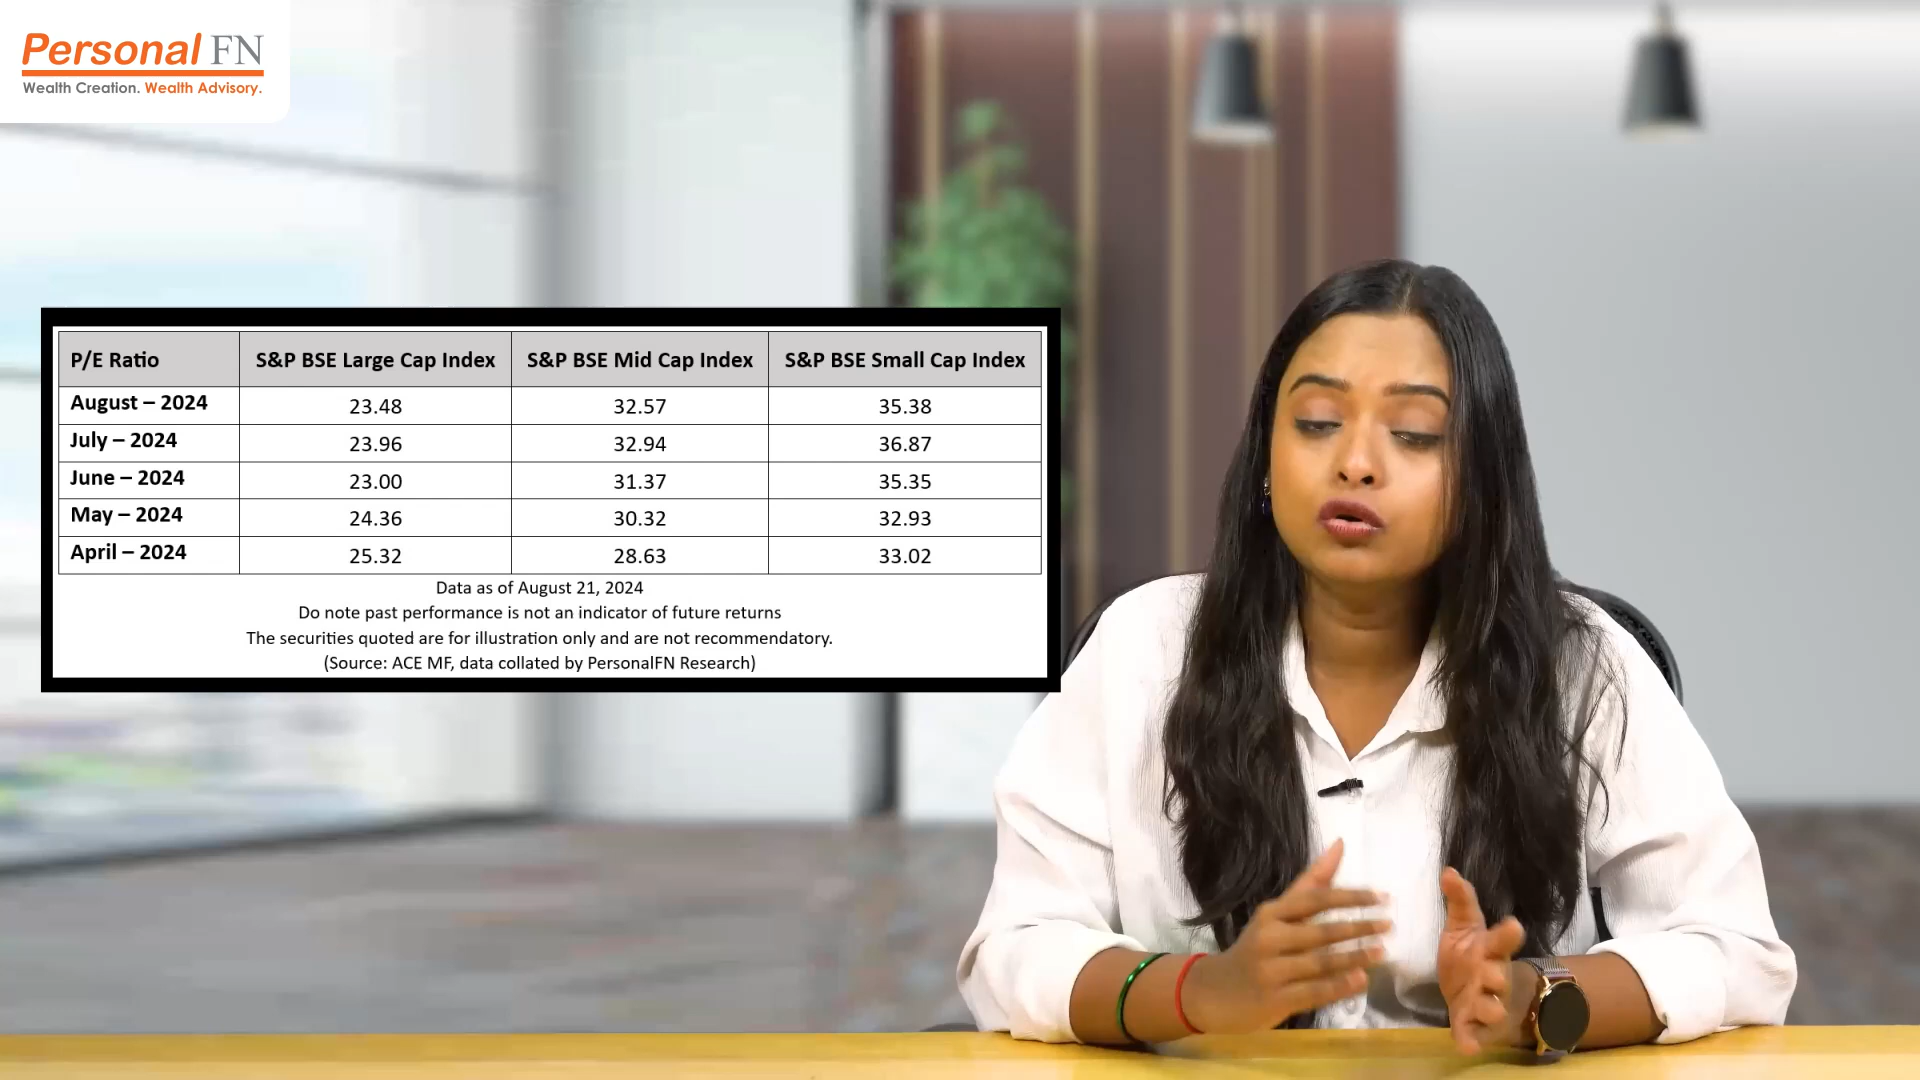 Personal FN
Wealth Creation. Wealth Advisory.
P/E Ratio S&P BSE Large Cap Index S&P BSE Mid Cap Index S&P BSE Small Cap Index
August – 2024 23.48 32.57 35.38
July – 2024 23.96 32.94 36.87
June – 2024 23.00 31.37 35.35
May – 2024 24.36 30.32 32.93
April – 2024 25.32 28.63 33.02
Data as of August 21, 2024
Do note past performance is not an indicator of future returns
The securities quoted are for illustration only and are not recommendatory.
(Source: ACE MF, data collated by PersonalFN Research)